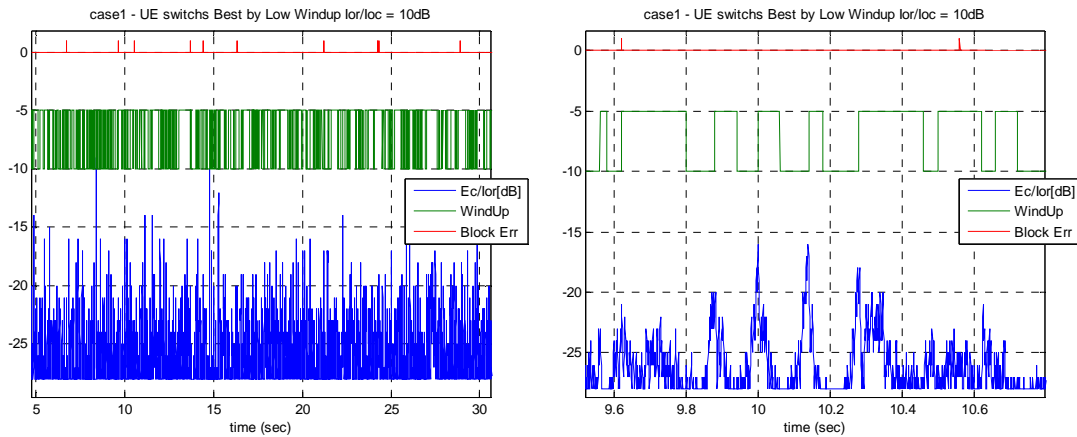 case1 - UE switchs Best by Low Windup Ior/Ioc = 10dB
0
-5
-10
-15
-20
-25
5
10
15
20
25
30
time (sec)
Ec/Ior[dB]
WindUp
Block Err
case1 - UE switchs Best by Low Windup Ior/Ioc = 10dB
0
-5
-10
-15
-20
-25
9.6
9.8
10
10.2
10.4
10.6
time (sec)
Ec/Ior[dB]
WindUp
Block Err